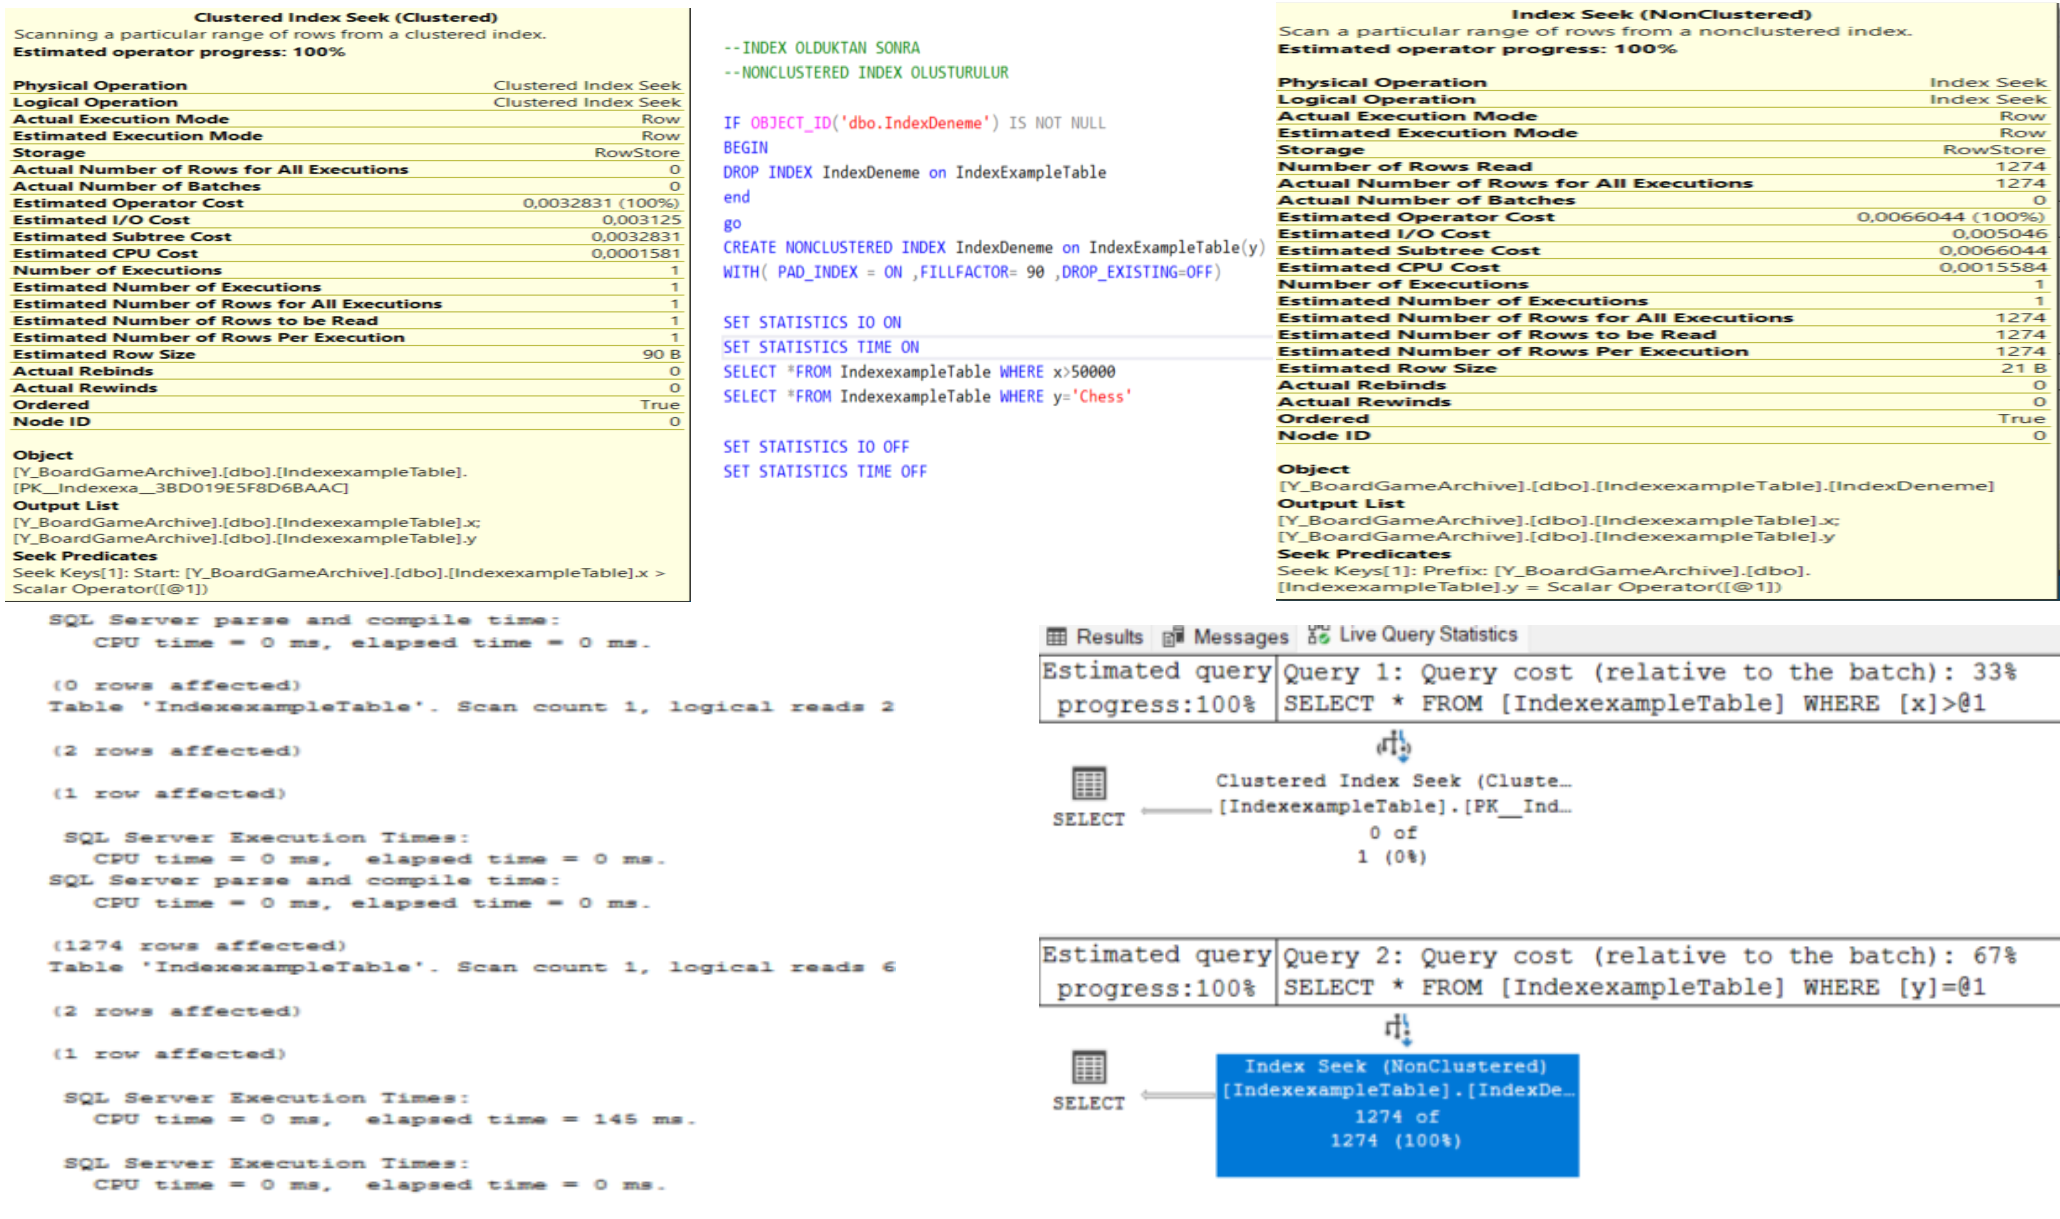 Clustered Index Seek (Clustered)
Scanning a particular range of rows from a clustered index.
Estimated operator progress: 100%
Physical Operation Clustered Index Seek
Logical Operation Clustered Index Seek
Actual Execution Mode Row
Estimated Execution Mode Row
Storage RowStore
Actual Number of Rows for All Executions 0
Actual Number of Batches 0
Estimated Operator Cost 0,0032831 (100%)
Estimated I/O Cost 0,003125
Estimated Subtree Cost 0,0032831
Estimated CPU Cost 0,0001581
Number of Executions 1
Estimated Number of Executions 1
Estimated Number of Rows for All Executions 1
Estimated Number of Rows to be Read 1
Estimated Number of Rows Per Execution 1
Estimated Row Size 90 B
Actual Rebinds 0
Actual Rewinds 0
Ordered True
Node ID 0
Object
[Y_BoardGameArchive].[dbo].[IndexexampleTable].
[PK__Indexexa__3BD019E5F8D6BAAC]
Output List
[Y_BoardGameArchive].[dbo].[IndexexampleTable].x;
[Y_BoardGameArchive].[dbo].[IndexexampleTable].y
Seek Predicates
Seek Keys[1]: Start: [Y_BoardGameArchive].[dbo].[IndexexampleTable].x >
Scalar Operator([@1])
--INDEX OLDUKTAN SONRA
--NONCLUSTERED INDEX OLUSTURULUR
IF OBJECT_ID('dbo.IndexDeneme') IS NOT NULL
BEGIN
DROP INDEX IndexDeneme on IndexExampleTable
end
go
CREATE NONCLUSTERED INDEX IndexDeneme on IndexExampleTable(y)
WITH( PAD_INDEX = ON ,FILLFACTOR= 90 ,DROP_EXISTING=OFF)
SET STATISTICS IO ON
SET STATISTICS TIME ON
SELECT *FROM IndexexampleTable WHERE x>50000
SELECT *FROM IndexexampleTable WHERE y='Chess'
SET STATISTICS IO OFF
SET STATISTICS TIME OFF
Index Seek (NonClustered)
Scan a particular range of rows from a nonclustered index.
Estimated operator progress: 100%
Physical Operation Index Seek
Logical Operation Index Seek
Actual Execution Mode Row
Estimated Execution Mode Row
Storage RowStore
Number of Rows Read 1274
Actual Number of Rows for All Executions 1274
Actual Number of Batches 0
Estimated Operator Cost 0,0066044 (100%)
Estimated I/O Cost 0,005046
Estimated Subtree Cost 0,0066044
Estimated CPU Cost 0,0015584
Number of Executions 1
Estimated Number of Executions 1
Estimated Number of Rows for All Executions 1274
Estimated Number of Rows to be Read 1274
Estimated Number of Rows Per Execution 1274
Estimated Row Size 21 B
Actual Rebinds 0
Actual Rewinds 0
Ordered True
Node ID 0
Object
[Y_BoardGameArchive].[dbo].[IndexexampleTable].[IndexDeneme]
Output List
[Y_BoardGameArchive].[dbo].[IndexexampleTable].x;
[Y_BoardGameArchive].[dbo].[IndexexampleTable].y
Seek Predicates
Seek Keys[1]: Prefix: [Y_BoardGameArchive].[dbo].
[IndexexampleTable].y = Scalar Operator([@1])
SQL Server parse and compile time:
CPU time = 0 ms, elapsed time = 0 ms.
(0 rows affected)
Table 'IndexexampleTable'. Scan count 1, logical reads 2
(2 rows affected)
(1 row affected)
SQL Server Execution Times:
CPU time = 0 ms, elapsed time = 0 ms.
SQL Server parse and compile time:
CPU time = 0 ms, elapsed time = 0 ms.
(1274 rows affected)
Table 'IndexexampleTable'. Scan count 1, logical reads 6
(2 rows affected)
(1 row affected)
SQL Server Execution Times:
CPU time = 0 ms, elapsed time = 145 ms.
SQL Server Execution Times:
CPU time = 0 ms, elapsed time = 0 ms.
Results Messages Live Query Statistics
Estimated query Query 1: Query cost (relative to the batch): 33%
progress:100% SELECT * FROM [IndexexampleTable] WHERE [x]>@1
Clustered Index Seek (Cluste…
[IndexexampleTable].[PK__Ind…
SELECT
0 of
1 (0%)
Estimated query Query 2: Query cost (relative to the batch): 67%
progress:100% SELECT * FROM [IndexexampleTable] WHERE [y]=@1
Index Seek (NonClustered)
[IndexexampleTable].[IndexDe…
SELECT
1274 of
1274 (100%)